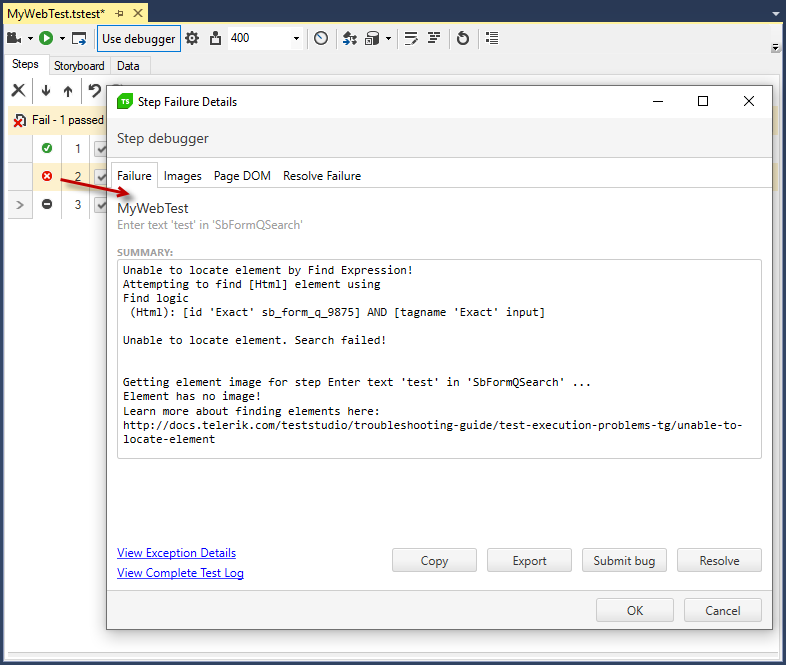 MyWebTest.tstest*
Use debugger
400
Steps
Storyboard
Data
Fail - 1 passed
1
2
3
TS
Step Failure Details
Step debugger
Failure
Images
Page DOM
Resolve Failure
MyWebTest
Enter text 'test' in 'SbFormQSearch'
SUMMARY:
Unable to locate element by Find Expression!
Attempting to find [Html] element using
Find logic
(Html): [id 'Exact' sb_form_q_9875] AND [tagname 'Exact' input]
Unable to locate element. Search failed!
Getting element image for step Enter text 'test' in 'SbFormQSearch' ...
Element has no image!
Learn more about finding elements here:
http://docs.telerik.com/teststudio/troubleshooting-guide/test-execution-problems-tg/unable-to-
locate-element
View Exception Details
View Complete Test Log
Copy
Export
Submit bug
Resolve
OK
Cancel